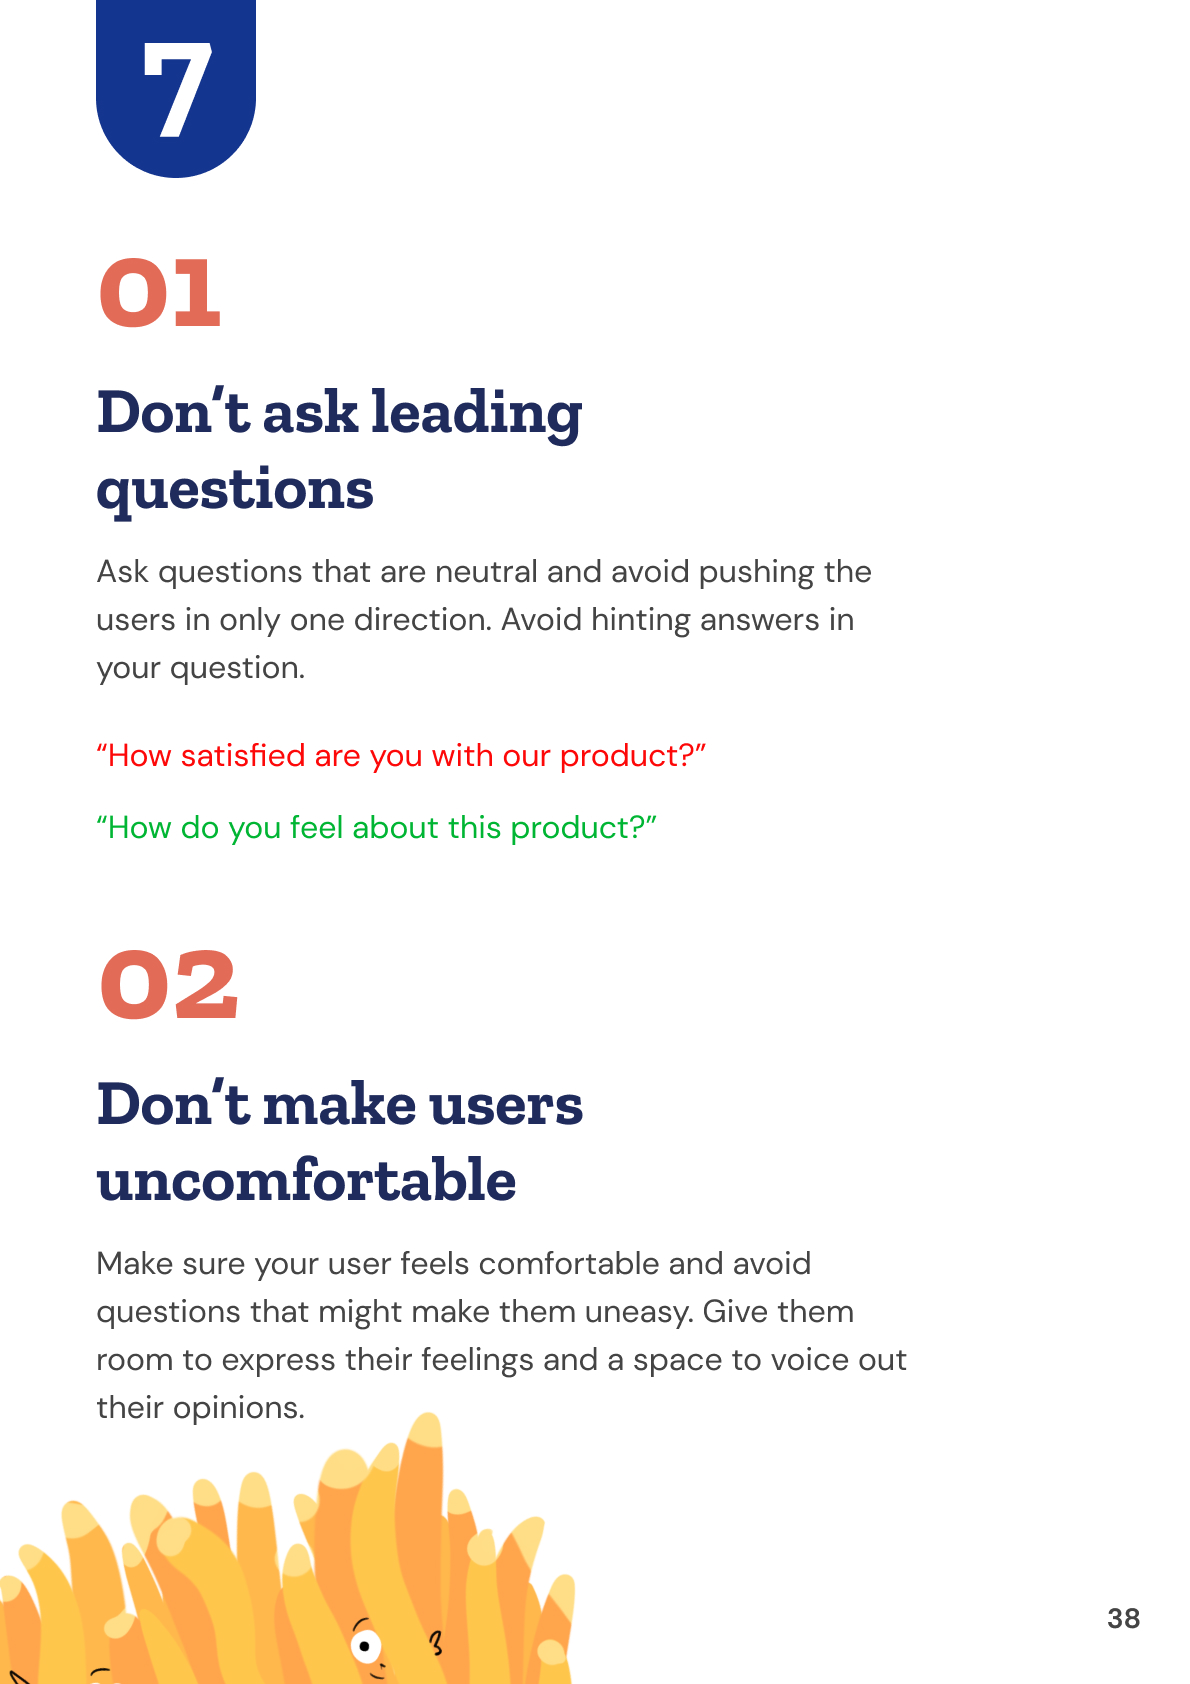 7
01
Don’t ask leading
questions
Ask questions that are neutral and avoid pushing the
users in only one direction. Avoid hinting answers in
your question.
“How satisfied are you with our product?”
“How do you feel about this product?”
02
Don’t make users
uncomfortable
Make sure your user feels comfortable and avoid
questions that might make them uneasy. Give them
room to express their feelings and a space to voice out
their opinions.
38